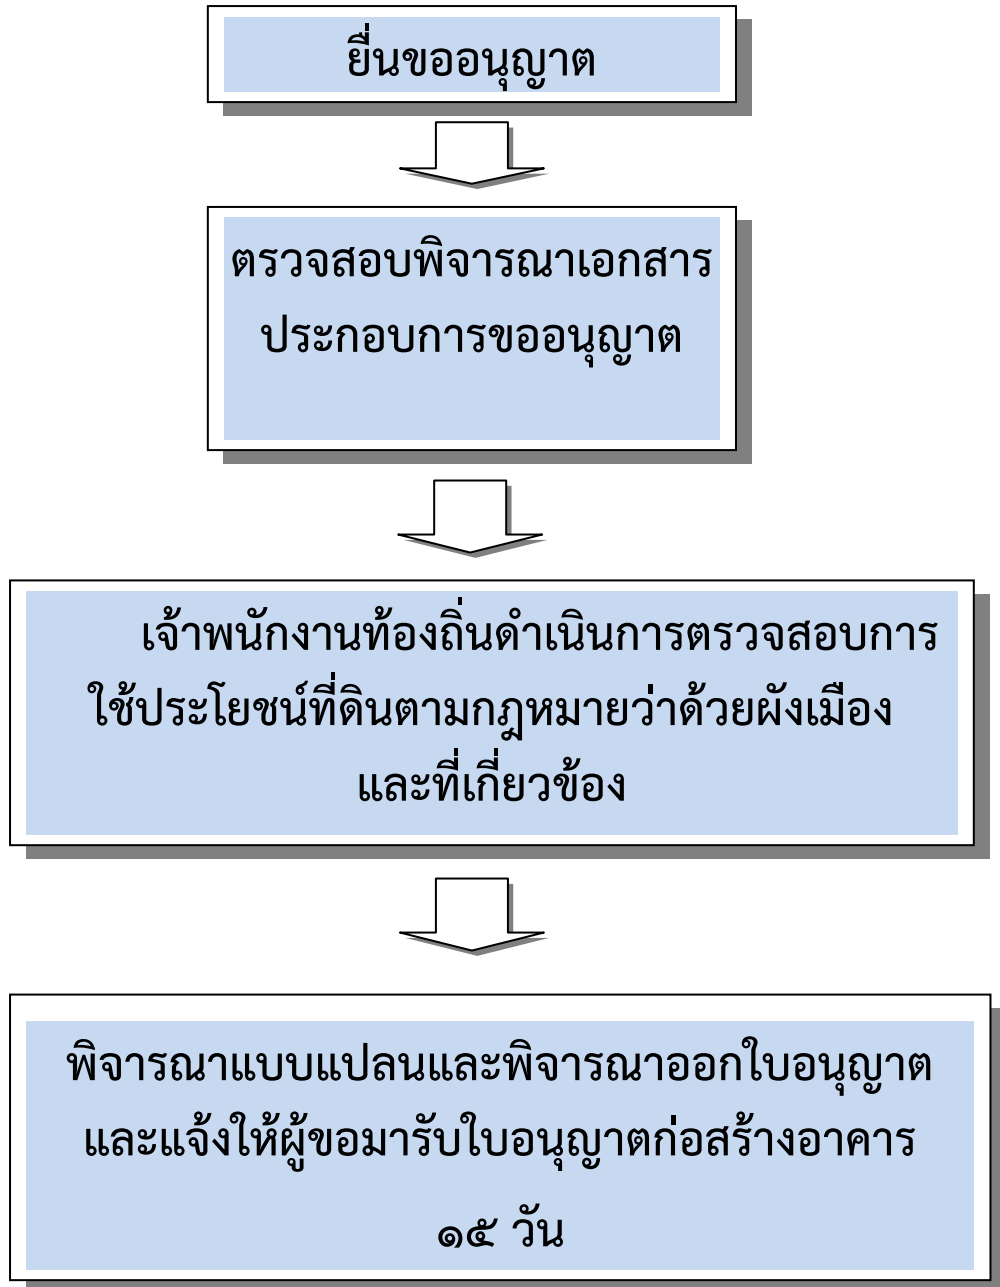 ยื่นขออนุญาต
ตรวจสอบพิจารณาเอกสาร
ประกอบการขออนุญาต
เจ้าพนักงานท้องถิ่นดำเนินการตรวจสอบการ
ใช้ประโยชน์ที่ดินตามกฎหมายว่าด้วยผังเมือง
และที่เกี่ยวข้อง
พิจารณาแบบแปลนและพิจารณาออกใบอนุญาต
และแจ้งให้ผู้ขอมารับใบอนุญาตก่อสร้างอาคาร
๑๕ วัน